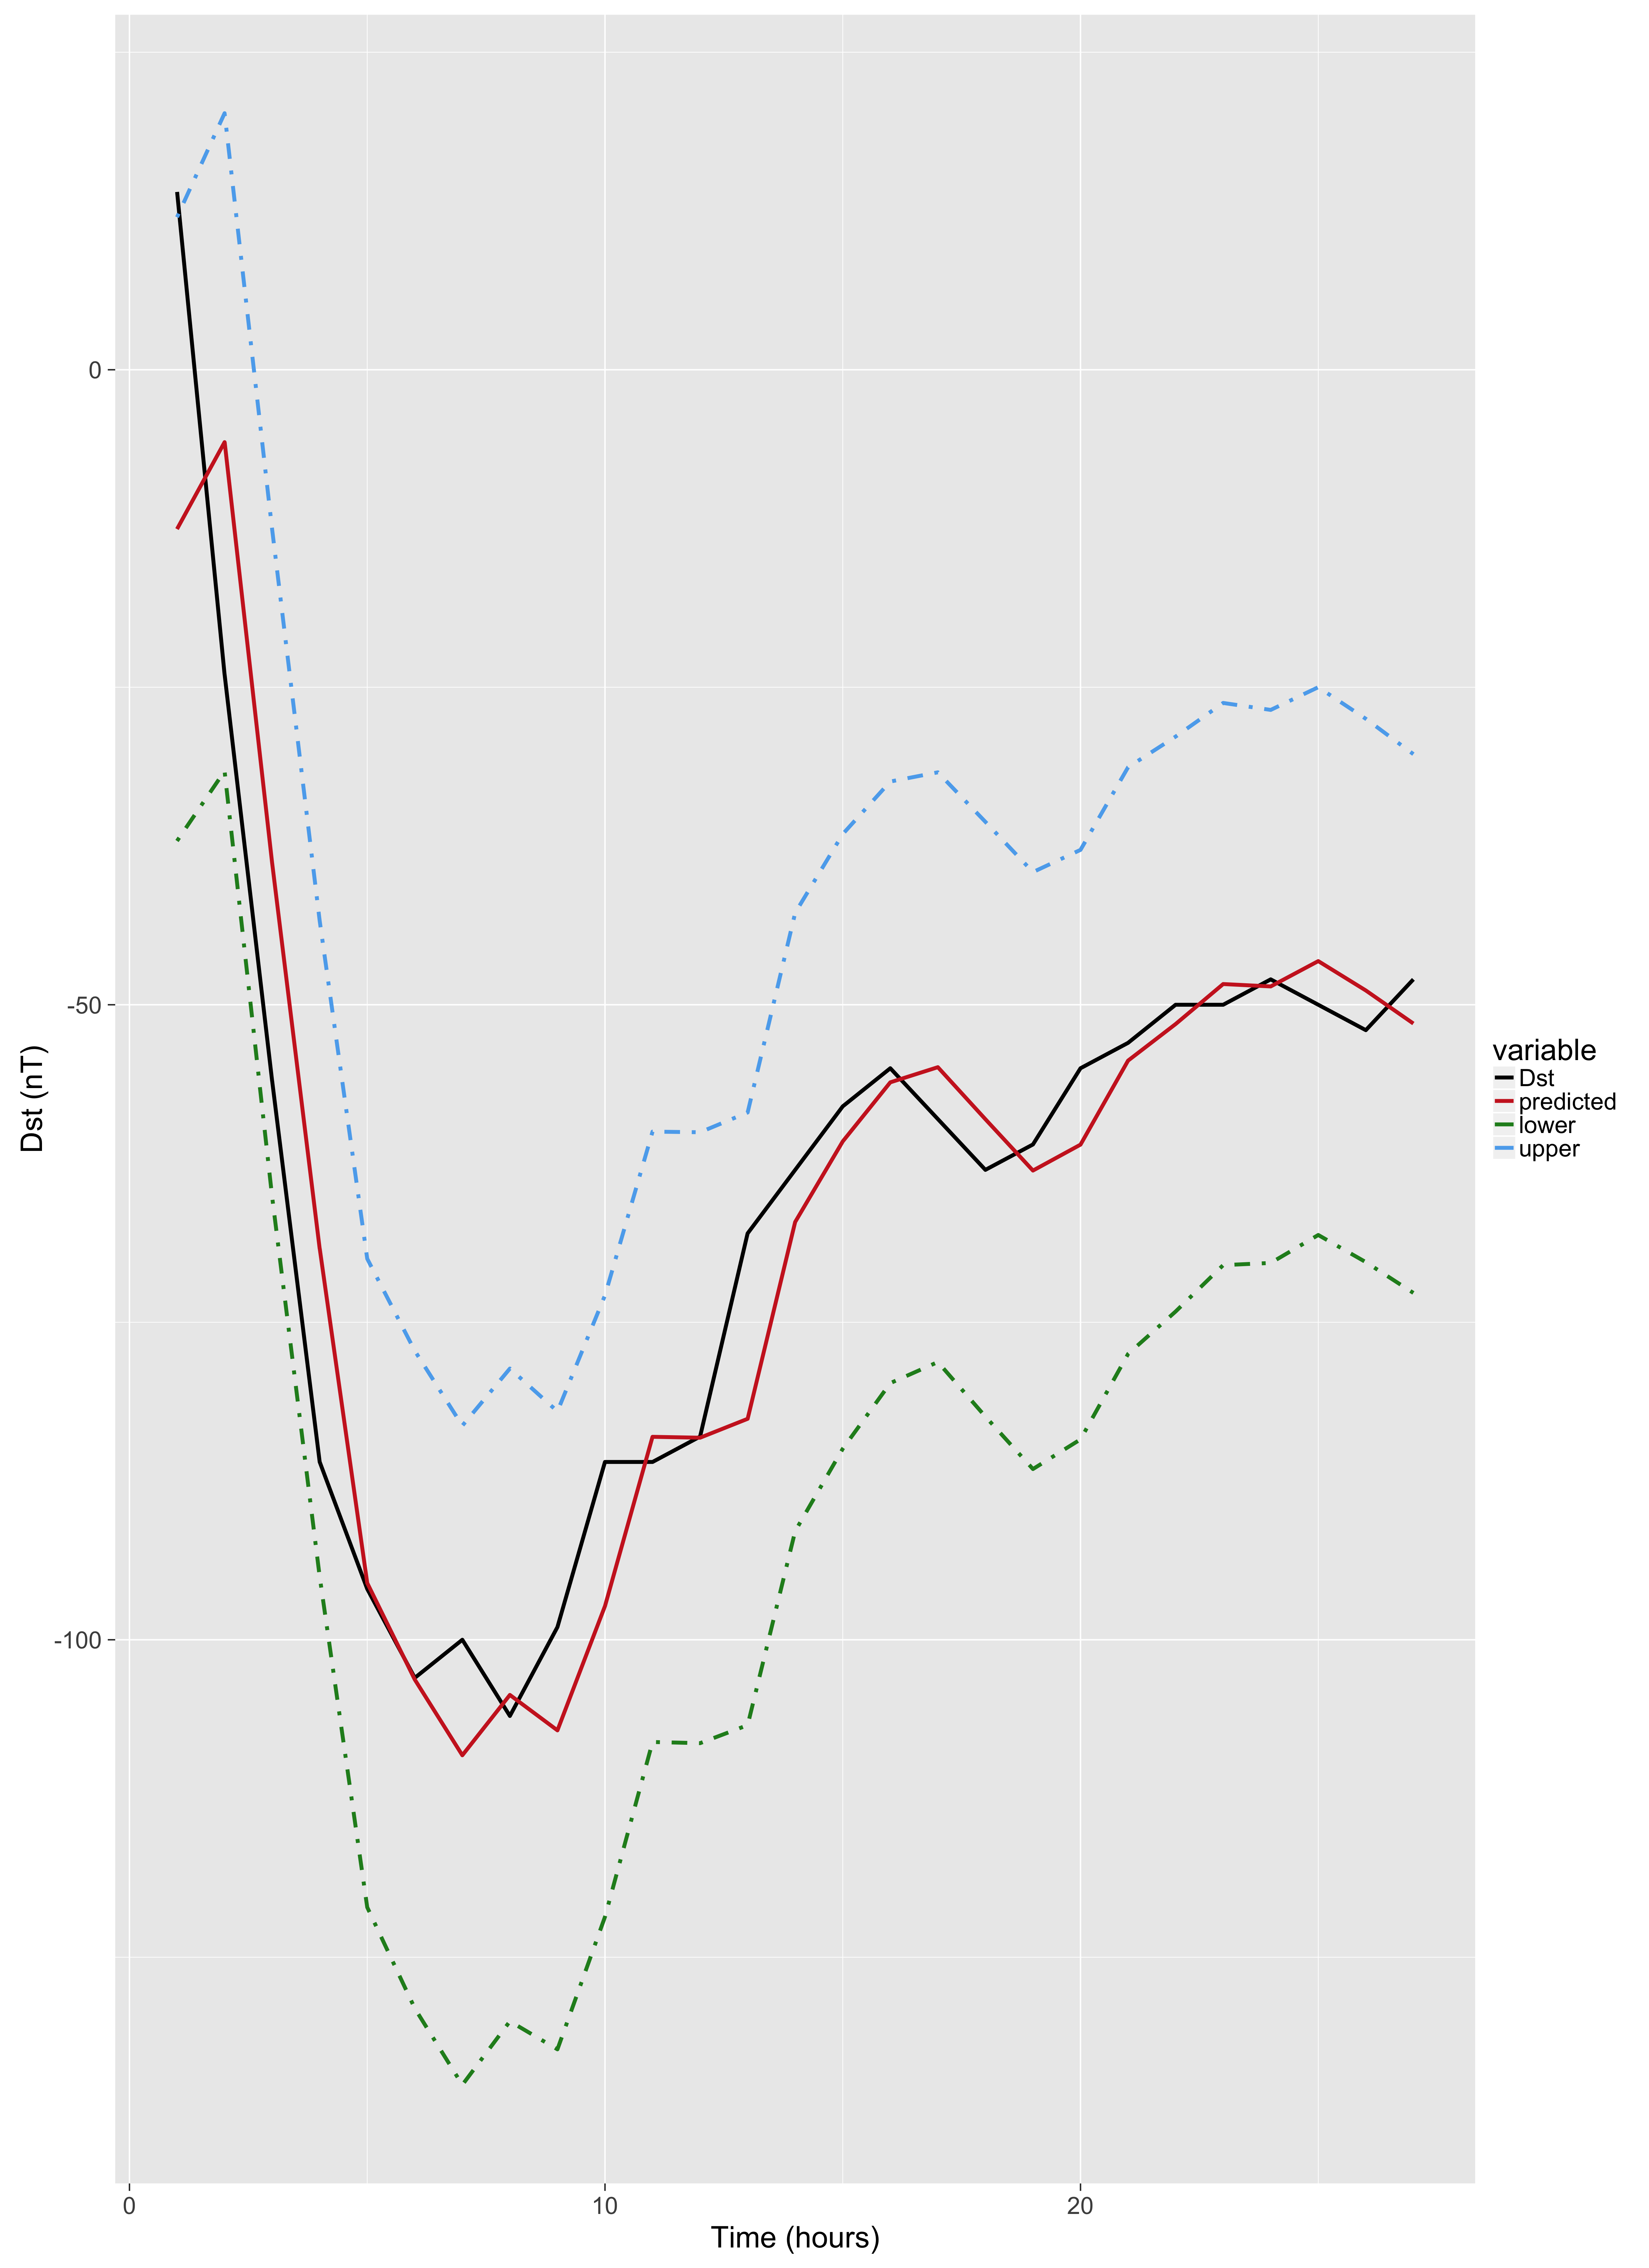 0
-50
-100
Dst (nT)
0
10
20
Time (hours)
variable
Dst
predicted
lower
upper